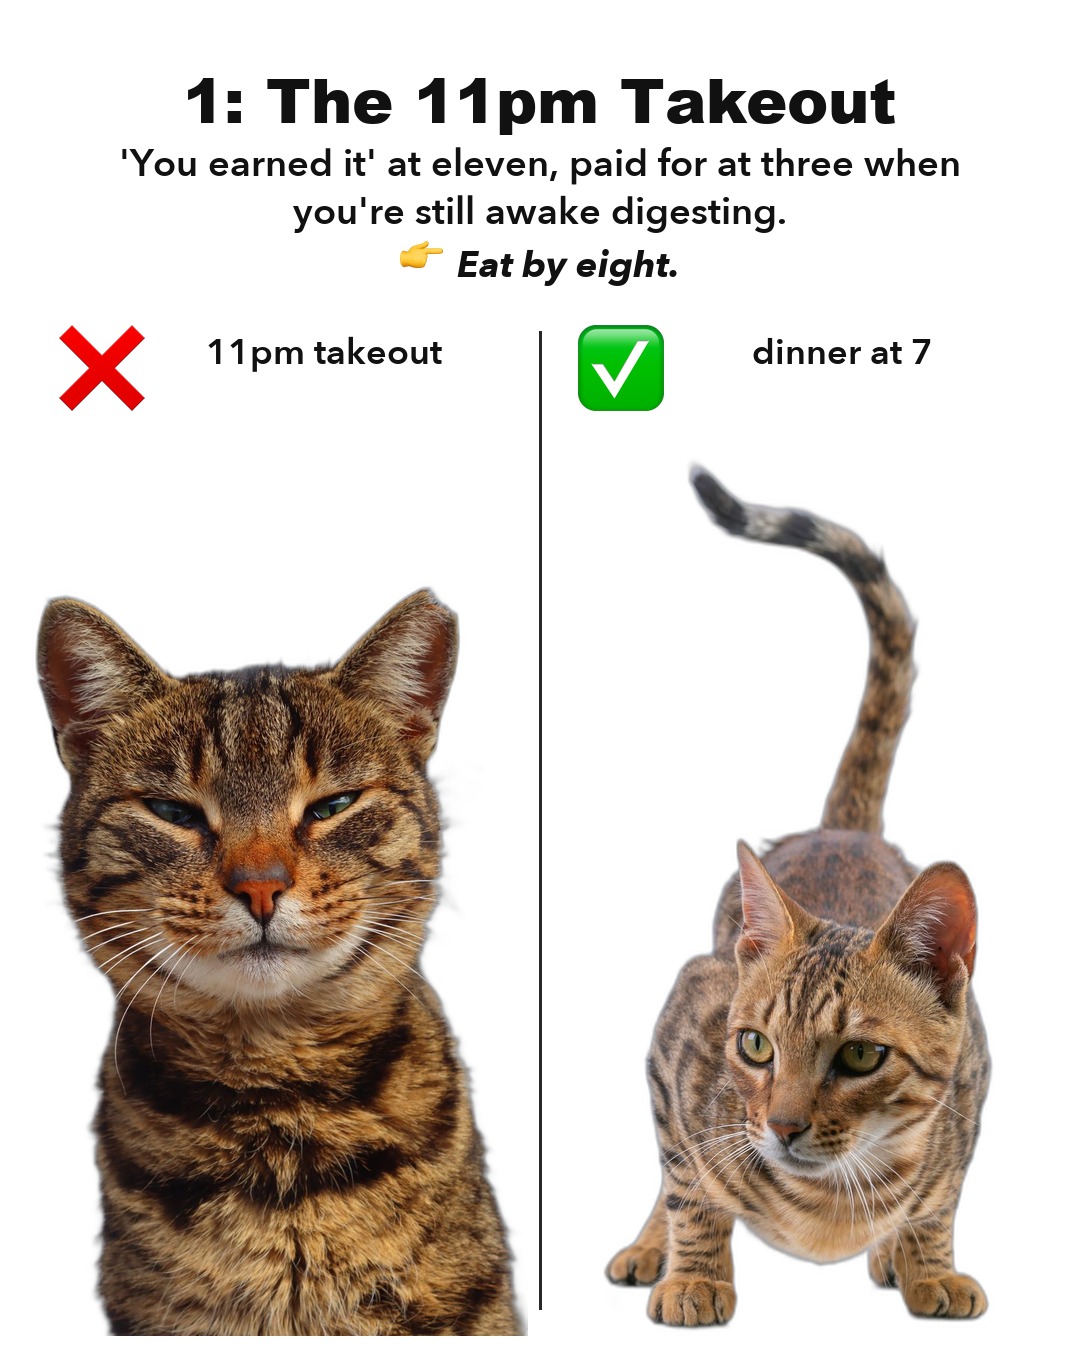 1: The 11pm Takeout
'You earned it' at eleven, paid for at three when
you're still awake digesting.
👉 Eat by eight.
❌ 11pm takeout
✅ dinner at 7